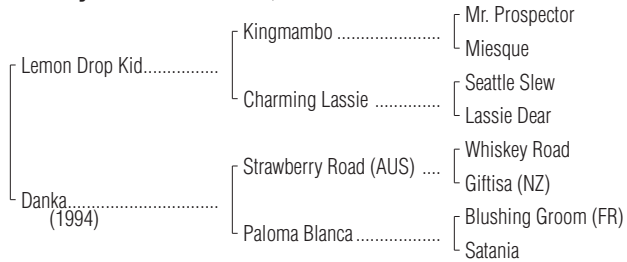 Mr. Prospector
Kingmambo ..................
Miesque
Lemon Drop Kid...............
Seattle Slew
Charming Lassie ..............
Lassie Dear
Whiskey Road
Strawberry Road (AUS) ....
Giftisa (NZ)
Danka..............................
(1994)
Blushing Groom (FR)
Paloma Blanca.................
Satania